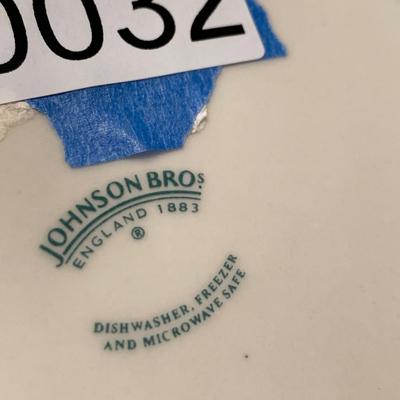 0032
JOHNSON BROS
ENGLAND 1883
®
DISHWASHER, FREEZER
AND MICROWAVE SAFE